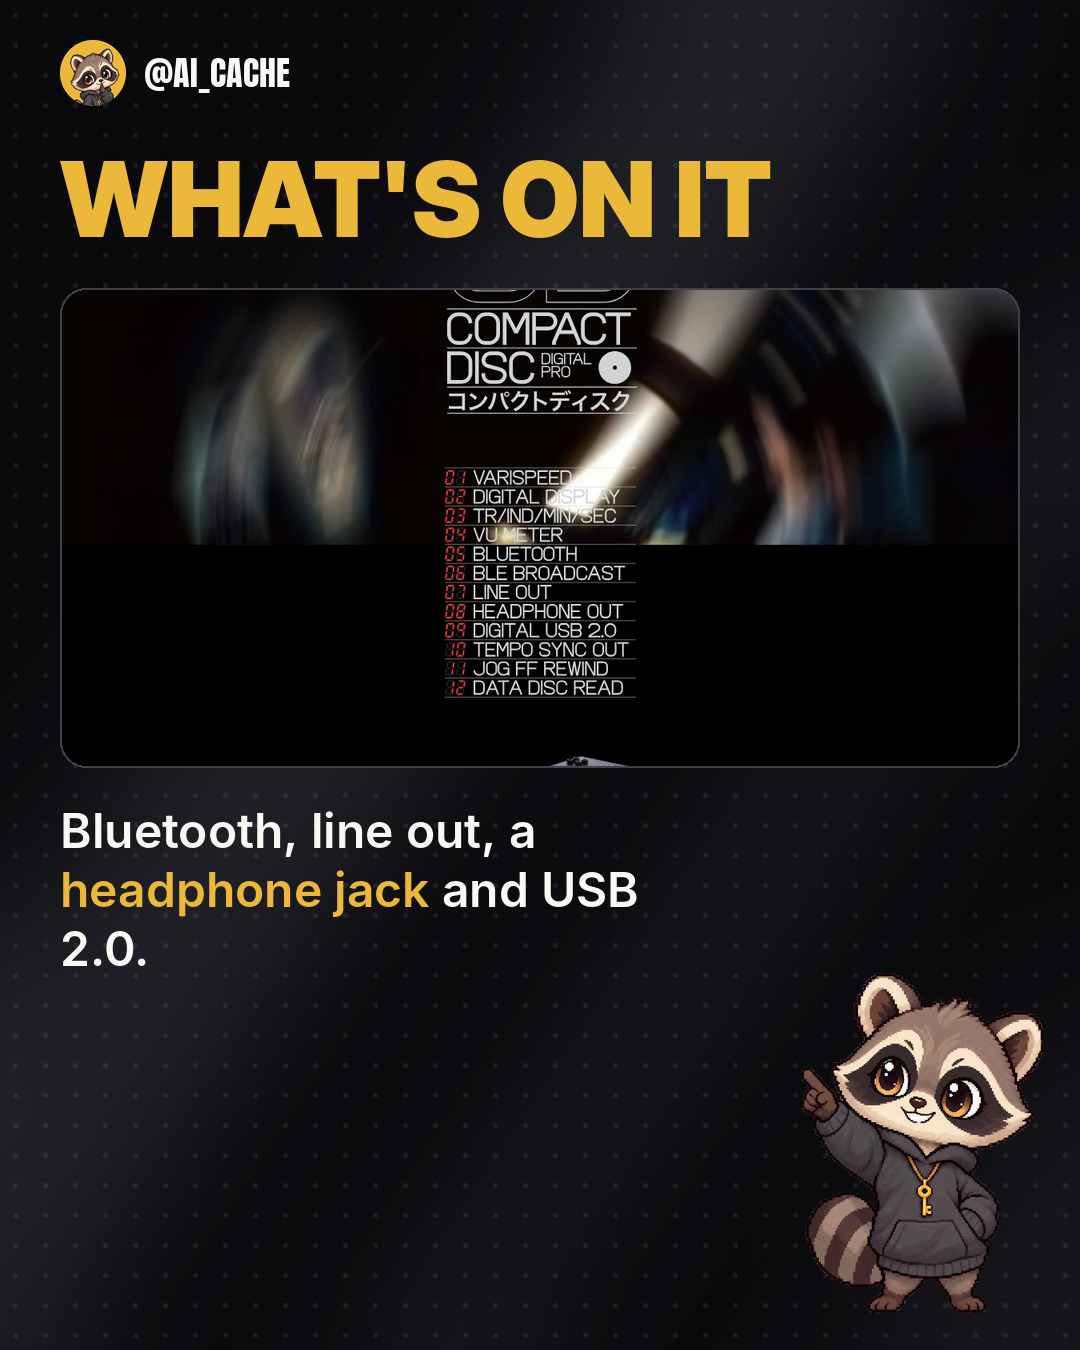 @AI_CACHE
WHAT'S ON IT
COMPACT
DISC DIGITAL PRO
コンパクトディスク
01 VARISPEED
02 DIGITAL DISPLAY
03 TR/IND/MIN/SEC
04 VU METER
05 BLUETOOTH
06 BLE BROADCAST
07 LINE OUT
08 HEADPHONE OUT
09 DIGITAL USB 2.0
10 TEMPO SYNC OUT
11 JOG FF REWIND
12 DATA DISC READ
Bluetooth, line out, a
headphone jack and USB
2.0.